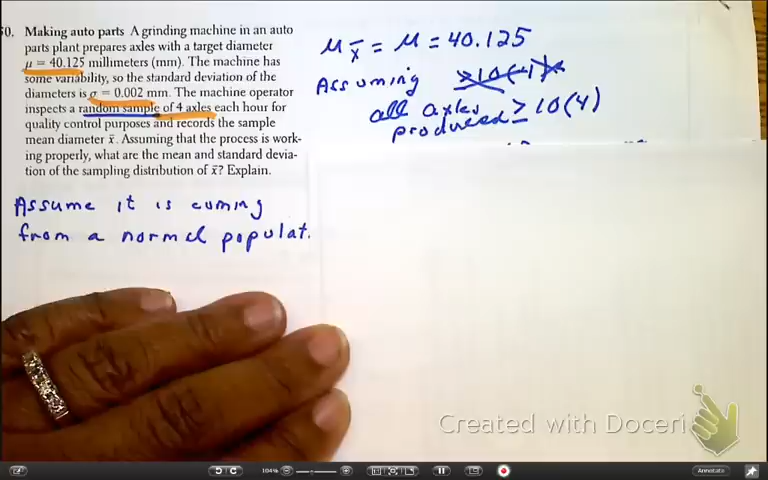 50. Making auto parts A grinding machine in an auto
parts plant prepares axles with a target diameter
μ = 40.125 millimeters (mm). The machine has
some variability, so the standard deviation of the
diameters is σ = 0.002 mm. The machine operator
inspects a random sample of 4 axles each hour for
quality control purposes and records the sample
mean diameter x̄. Assuming that the process is work-
ing properly, what are the mean and standard devia-
tion of the sampling distribution of x̄? Explain.
Assume it is coming
from a normal populat.
μx̄ = μ = 40.125
Assuming
all axles
produced ≥ 10(4)
Created with Doceri
104%
Annotate